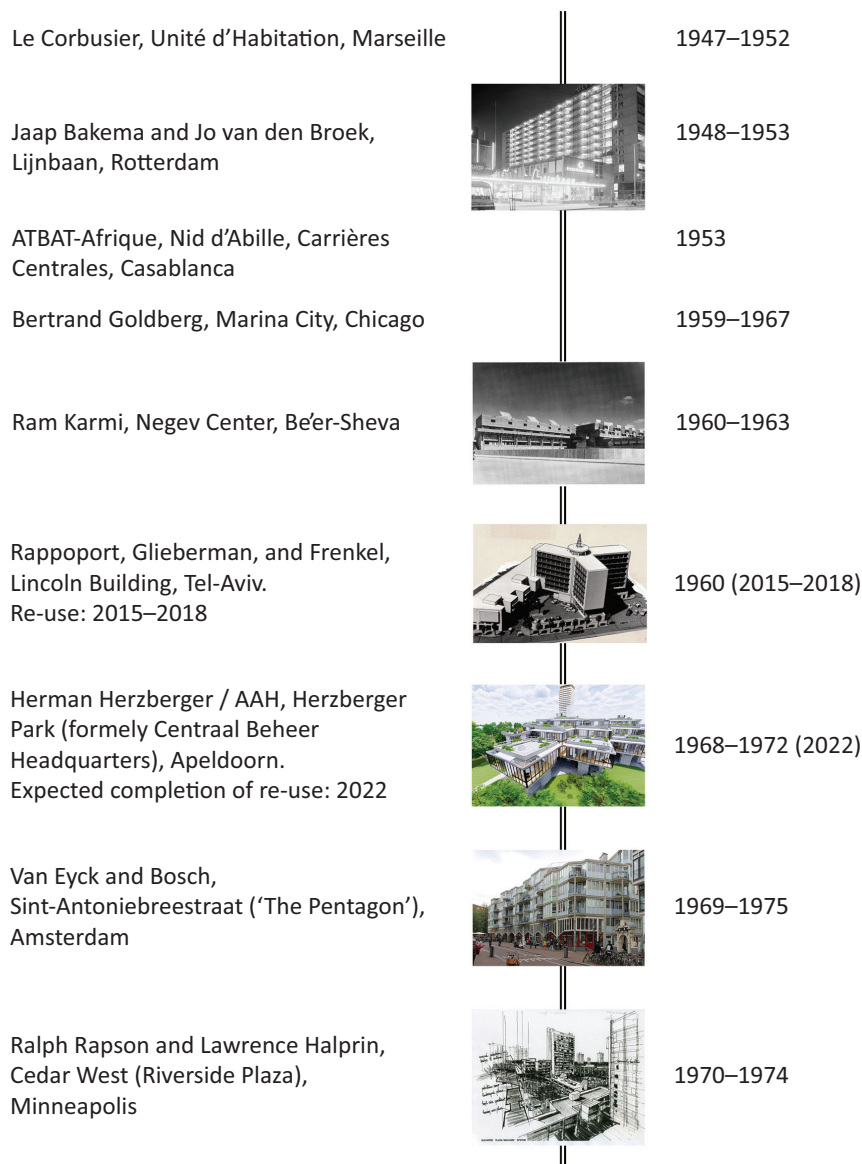 Le Corbusier, Unité d’Habitation, Marseille
1947–1952
Jaap Bakema and Jo van den Broek,
Lijnbaan, Rotterdam
1948–1953
ATBAT-Afrique, Nid d’Abille, Carrières
Centrales, Casablanca
1953
Bertrand Goldberg, Marina City, Chicago
1959–1967
Ram Karmi, Negev Center, Be’er-Sheva
1960–1963
Rappoport, Glieberman, and Frenkel,
Lincoln Building, Tel-Aviv.
Re-use: 2015–2018
1960 (2015–2018)
Herman Herzberger / AAH, Herzberger
Park (formely Centraal Beheer
Headquarters), Apeldoorn.
Expected completion of re-use: 2022
1968–1972 (2022)
Van Eyck and Bosch,
Sint-Antoniebreestraat (‘The Pentagon’),
Amsterdam
1969–1975
Ralph Rapson and Lawrence Halprin,
Cedar West (Riverside Plaza),
Minneapolis
1970–1974